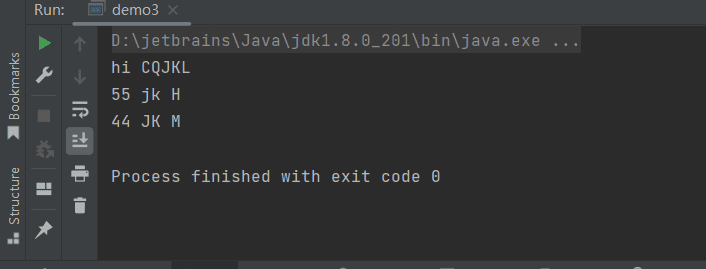 Run: demo3
D:\jetbrains\Java\jdk1.8.0_201\bin\java.exe ...
hi CQJKL
55 jk H
44 JK M
Process finished with exit code 0
Bookmarks
Structure